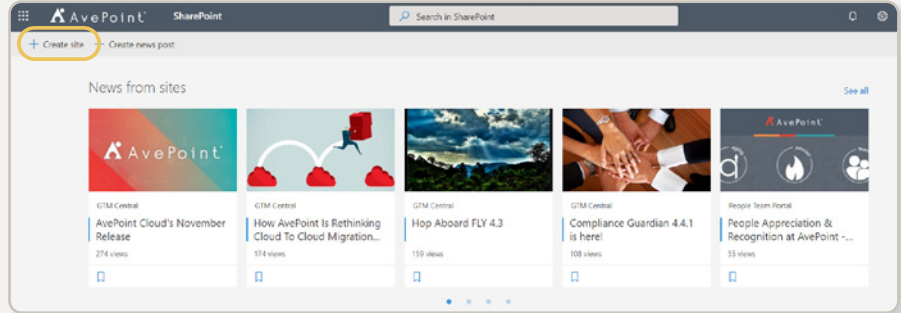 AvePoint SharePoint Search in SharePoint
+ Create site + Create news post
News from sites See all
AvePoint
AvePoint
GTM Central
AvePoint Cloud's November
Release
274 views
GTM Central
How AvePoint Is Rethinking
Cloud To Cloud Migration...
174 views
GTM Central
Hop Aboard FLY 4.3
159 views
GTM Central
Compliance Guardian 4.4.1
is here!
108 views
People Team Portal
People Appreciation &
Recognition at AvePoint -...
55 views